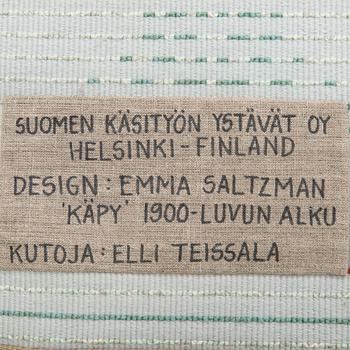 SUOMEN KÄSITYÖN YSTÄVÄT OY
HELSINKI-FINLAND
DESIGN: EMMA SALTZMAN
'KÄPY' 1900-LUVUN ALKU
KUTOJA: ELLI TEISSALA